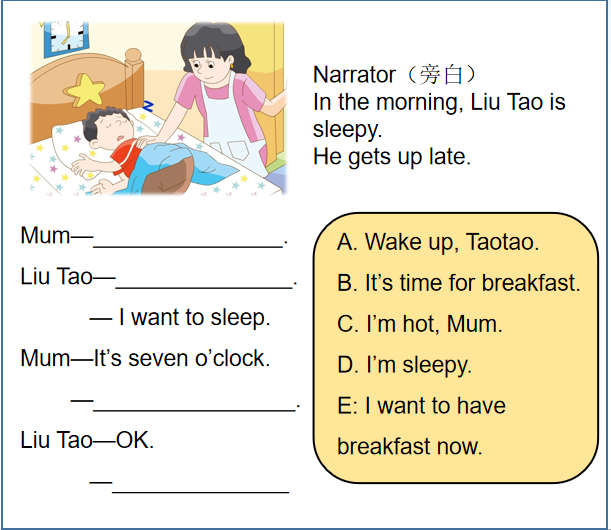 Narrator（旁白）
In the morning, Liu Tao is
sleepy.
He gets up late.
Mum—_______________.
Liu Tao—______________.
— I want to sleep.
Mum—It's seven o'clock.
—________________.
Liu Tao—OK.
—______________
A. Wake up, Taotao.
B. It's time for breakfast.
C. I'm hot, Mum.
D. I'm sleepy.
E: I want to have
breakfast now.
z